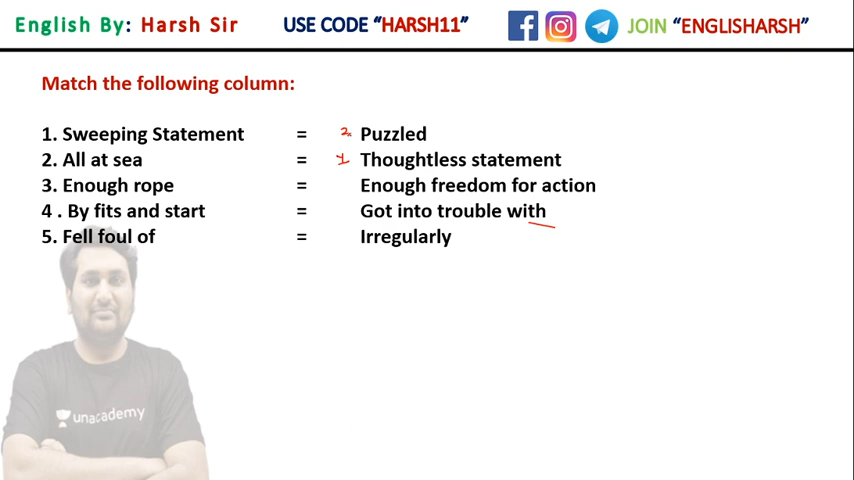 English By: Harsh Sir USE CODE “HARSH11” JOIN “ENGLISHARSH”
Match the following column:
1. Sweeping Statement = 2. Puzzled
2. All at sea = 1 Thoughtless statement
3. Enough rope = Enough freedom for action
4 . By fits and start = Got into trouble with
5. Fell foul of = Irregularly
unacademy